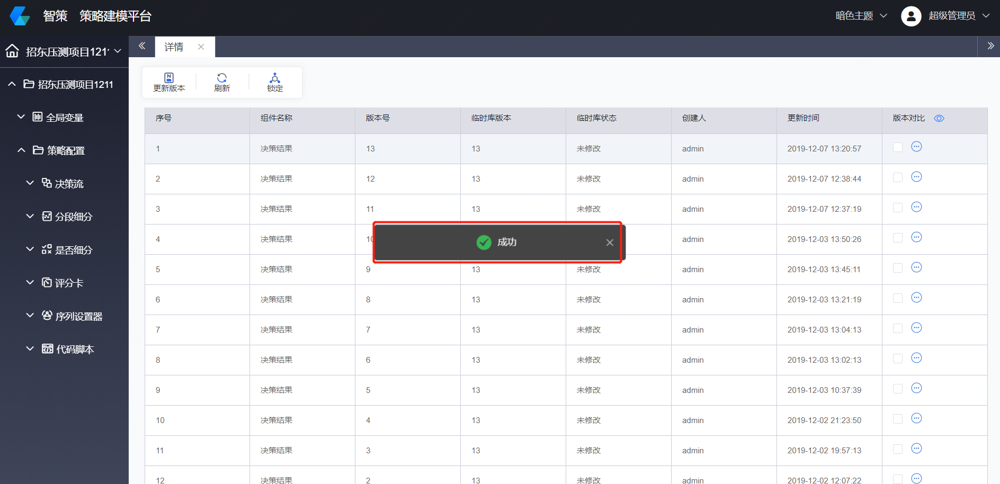 智策 策略建模平台
暗色主题
超级管理员
招东压测项目121
详情
招东压测项目1211
全局变量
策略配置
决策流
分段细分
是否细分
评分卡
序列设置器
代码脚本
更新版本
刷新
锁定
序号 组件名称 版本号 临时库版本 临时库状态 创建人 更新时间 版本对比
1 决策结果 13 13 未修改 admin 2019-12-07 13:20:57
2 决策结果 12 13 未修改 admin 2019-12-07 12:38:44
3 决策结果 11 13 未修改 admin 2019-12-07 12:37:19
4 决策结果 10 admin 2019-12-03 13:50:26
成功
5 决策结果 9 13 未修改 admin 2019-12-03 13:45:11
6 决策结果 8 13 未修改 admin 2019-12-03 13:21:19
7 决策结果 7 13 未修改 admin 2019-12-03 13:04:13
8 决策结果 6 13 未修改 admin 2019-12-03 13:02:13
9 决策结果 5 13 未修改 admin 2019-12-03 10:37:39
10 决策结果 4 13 未修改 admin 2019-12-02 21:23:50
11 决策结果 3 13 未修改 admin 2019-12-02 19:57:13
12 决策结果 2 13 未修改 admin 2019-12-02 12:07:22